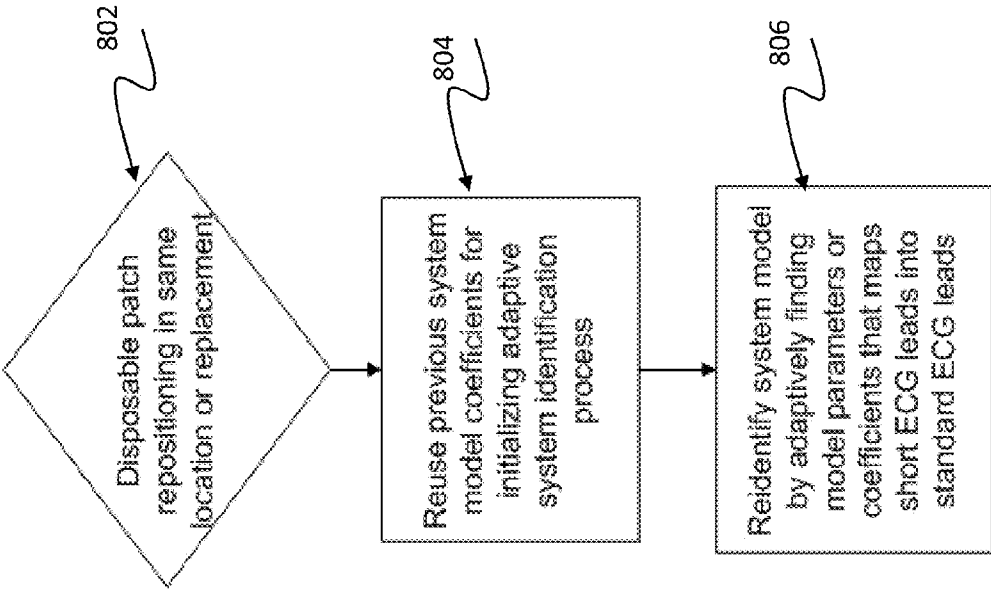 802
Disposable patch
repositioning in same
location or replacement
804
Reuse previous system
model coefficients for
initializing adaptive
system identification
process
806
Reidentify system model
by adaptively finding
model parameters or
coefficients that maps
short ECG leads into
standard ECG leads